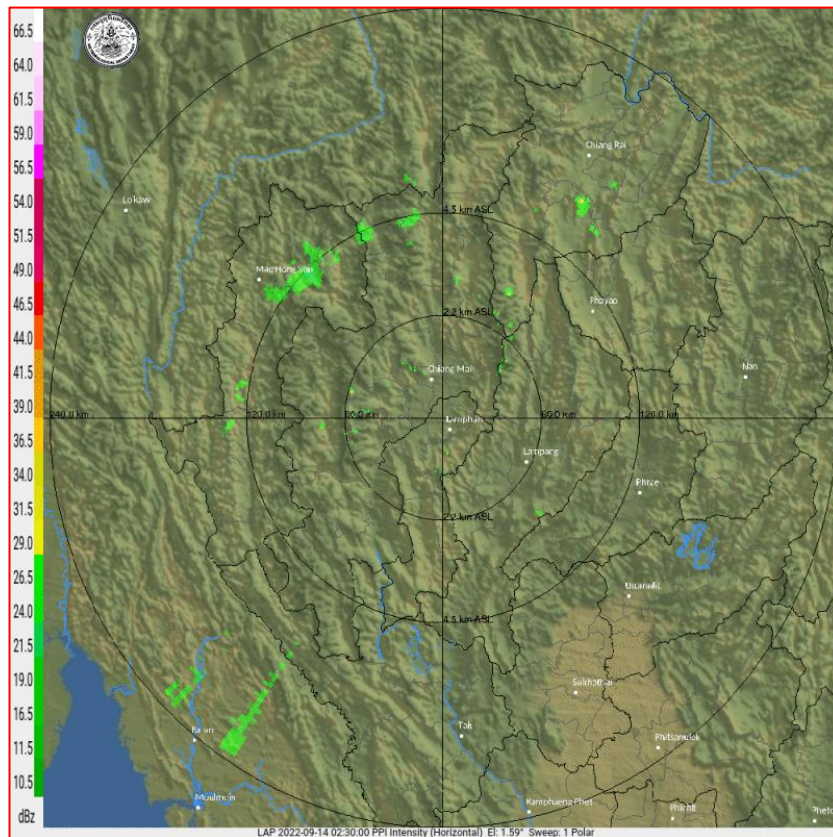 66.5
64.0
61.5
59.0
56.5
54.0
51.5
49.0
46.5
44.0
41.5
39.0
36.5
34.0
31.5
29.0
26.5
24.0
21.5
19.0
16.5
14.0
11.5
10.5
dBz
Chiang Rai
Loikaw
4.5 km ASL
Mae Hong Son
Phayao
2.2 km ASL
Chiang Mai
Nan
240.0 km
120.0 km
60.0 km
60.0 km
120.0 km
Lamphun
Lampang
Phrae
2.2 km ASL
Uttaradit
4.5 km ASL
Sukhothai
Tak
Pa-an
Phitsanulok
Moulmein
Kamphaeng Phet
Phichit
LAP 2022-09-14 02:30:00 PPI Intensity (Horizontal) El: 1.59° Sweep: 1 Polar